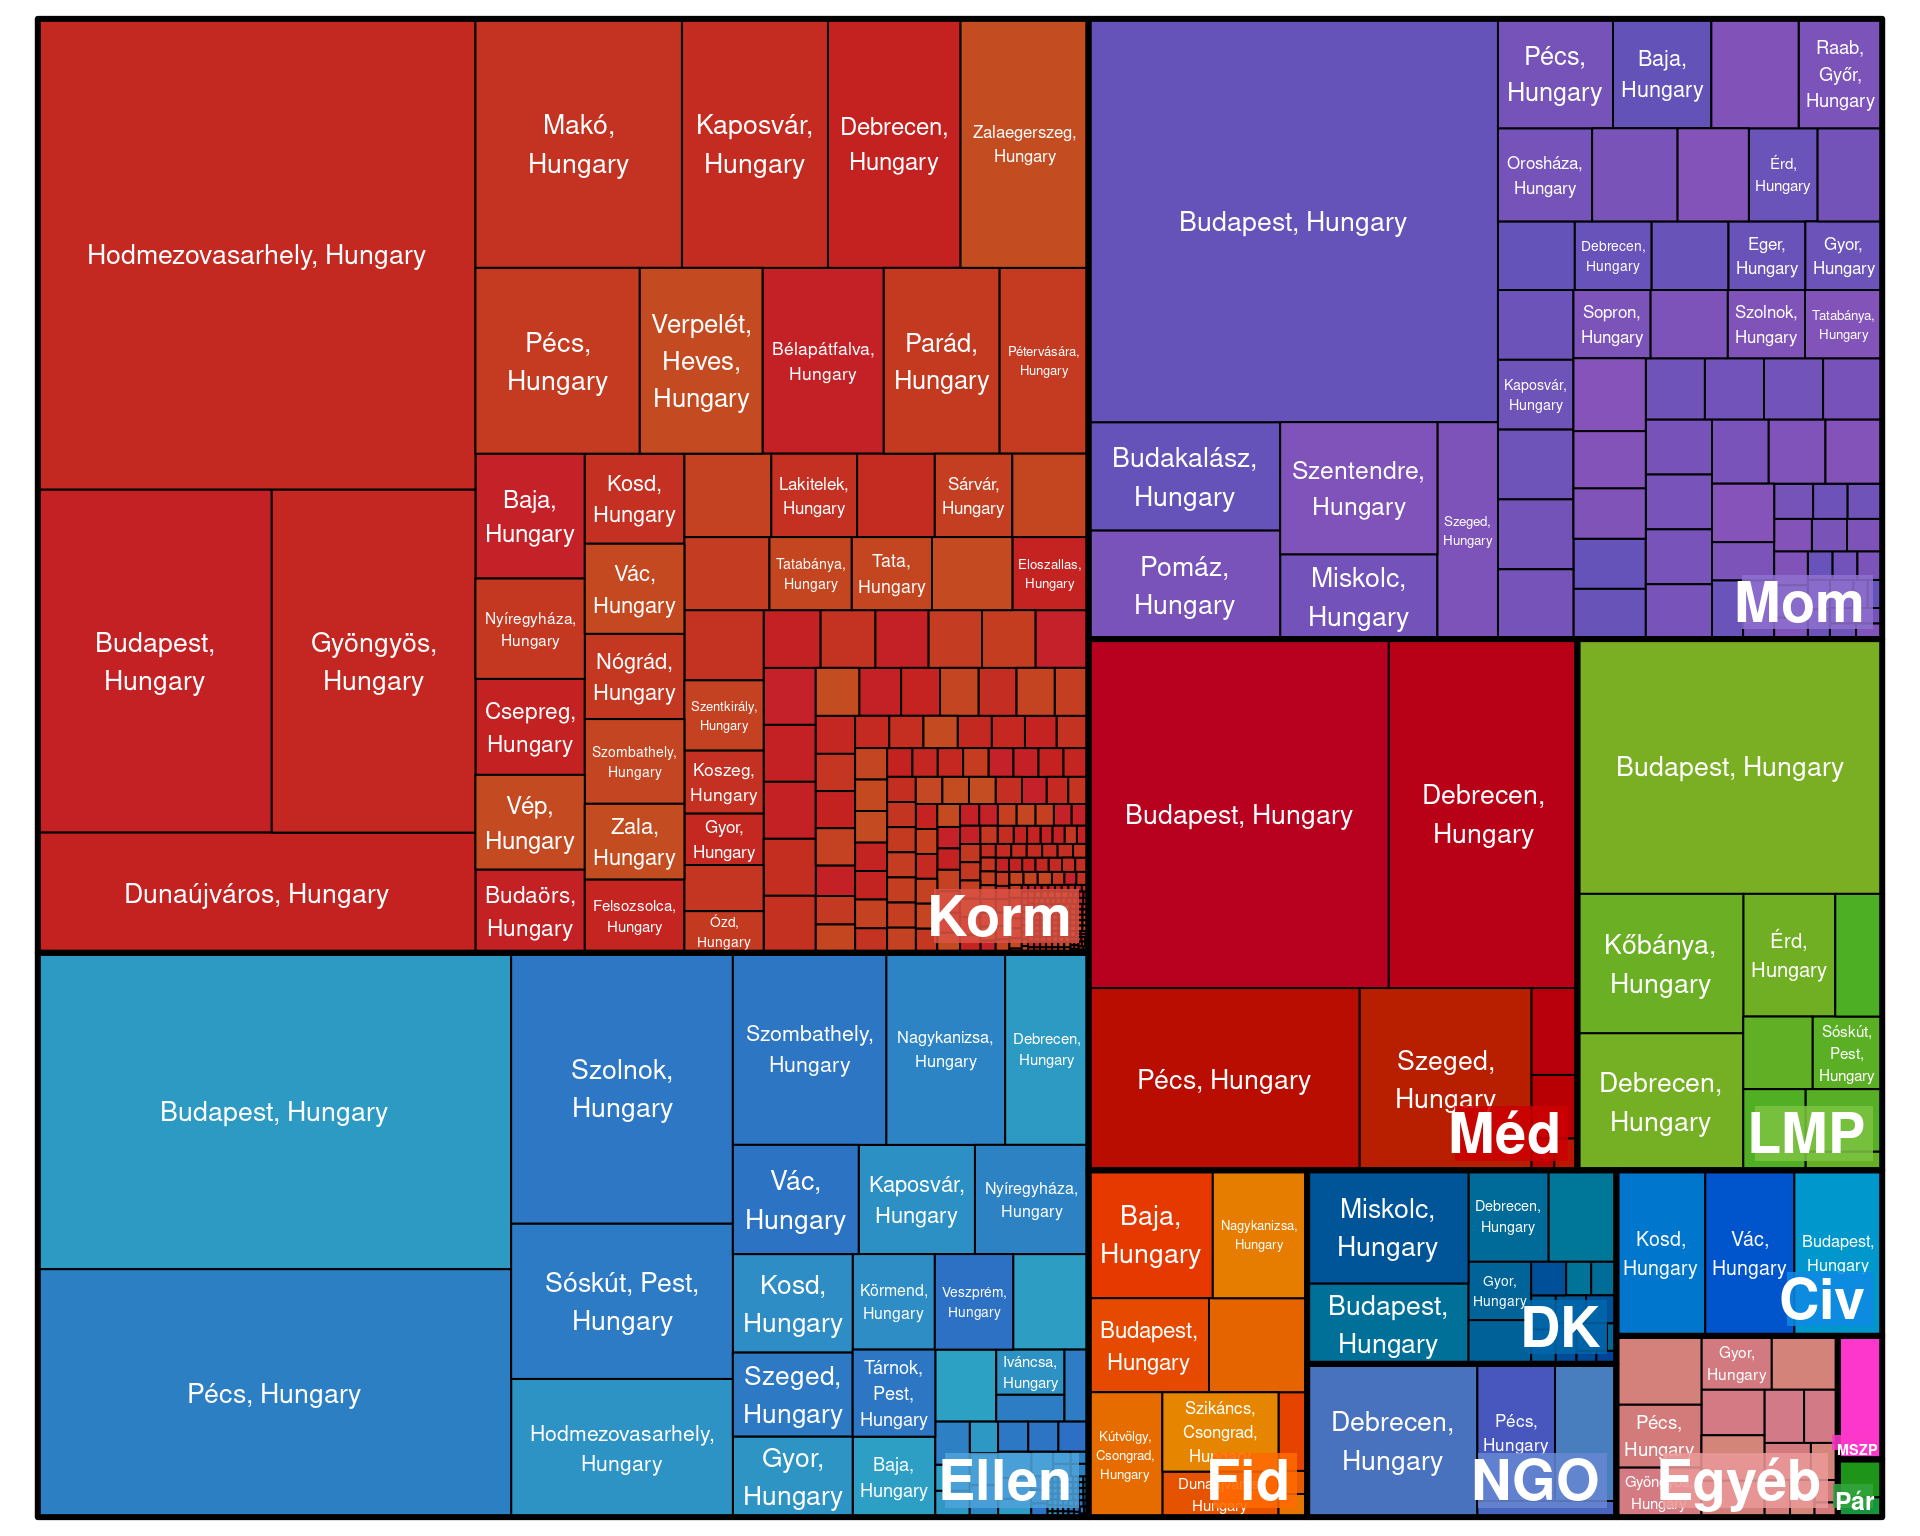 Hodmezovasarhely, Hungary
Makó,
Hungary
Kaposvár,
Hungary
Debrecen,
Hungary
Zalaegerszeg,
Hungary
Pécs,
Hungary
Verpelét,
Heves,
Hungary
Bélapátfalva,
Hungary
Parád,
Hungary
Pétervására,
Hungary
Budapest,
Hungary
Gyöngyös,
Hungary
Dunaújváros, Hungary
Baja,
Hungary
Kosd,
Hungary
Lakitelek,
Hungary
Sárvár,
Hungary
Nyíregyháza,
Hungary
Vác,
Hungary
Tatabánya,
Hungary
Tata,
Hungary
Eloszallas,
Hungary
Csepreg,
Hungary
Nógrád,
Hungary
Szentkirály,
Hungary
Szombathely,
Hungary
Koszeg,
Hungary
Vép,
Hungary
Zala,
Hungary
Gyor,
Hungary
Budaörs,
Hungary
Felsozsolca,
Hungary
Ózd,
Hungary
Korm
Budapest, Hungary
Pécs,
Hungary
Baja,
Hungary
Raab,
Győr,
Hungary
Orosháza,
Hungary
Érd,
Hungary
Debrecen,
Hungary
Eger,
Hungary
Gyor,
Hungary
Sopron,
Hungary
Szolnok,
Hungary
Tatabánya,
Hungary
Kaposvár,
Hungary
Budakalász,
Hungary
Szentendre,
Hungary
Szeged,
Hungary
Pomáz,
Hungary
Miskolc,
Hungary
Mom
Budapest, Hungary
Debrecen,
Hungary
Pécs, Hungary
Szeged,
Hungary
Méd
Budapest, Hungary
Kőbánya,
Hungary
Érd,
Hungary
Debrecen,
Hungary
Sóskút,
Pest,
Hungary
LMP
Budapest, Hungary
Pécs, Hungary
Szolnok,
Hungary
Sóskút, Pest,
Hungary
Hodmezovasarhely,
Hungary
Szombathely,
Hungary
Nagykanizsa,
Hungary
Debrecen,
Hungary
Vác,
Hungary
Kaposvár,
Hungary
Nyíregyháza,
Hungary
Kosd,
Hungary
Körmend,
Hungary
Veszprém,
Hungary
Szeged,
Hungary
Tárnok,
Pest,
Hungary
Iváncsa,
Hungary
Gyor,
Hungary
Baja,
Hungary
Ellen
Baja,
Hungary
Nagykanizsa,
Hungary
Budapest,
Hungary
Kútvölgy,
Csongrad,
Hungary
Szikáncs,
Csongrad,
Hungary
Fid
Miskolc,
Hungary
Debrecen,
Hungary
Budapest,
Hungary
Gyor,
Hungary
DK
Debrecen,
Hungary
Pécs,
Hungary
NGO
Kosd,
Hungary
Vác,
Hungary
Budapest,
Hungary
Civ
Gyor,
Hungary
Pécs,
Hungary
Egyéb
MSZP
Pár